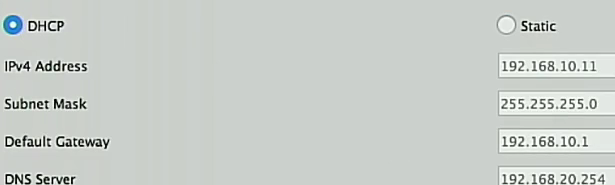 DHCP Static
IPv4 Address 192.168.10.11
Subnet Mask 255.255.255.0
Default Gateway 192.168.10.1
DNS Server 192.168.20.254